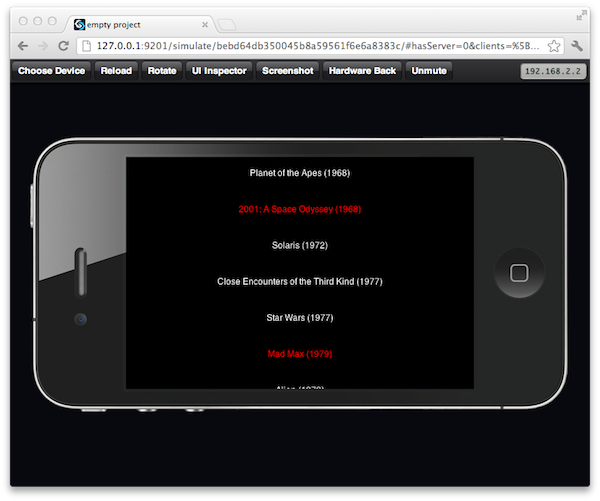 empty project
127.0.0.1:9201/simulate/bebd64db350045b8a59561f6e6a8383c/#hasServer=0&clients=%5B...
Choose Device Reload Rotate UI Inspector Screenshot Hardware Back Unmute 192.168.2.2
Planet of the Apes (1968)
2001: A Space Odyssey (1968)
Solaris (1972)
Close Encounters of the Third Kind (1977)
Star Wars (1977)
Mad Max (1979)
Alien (1979)